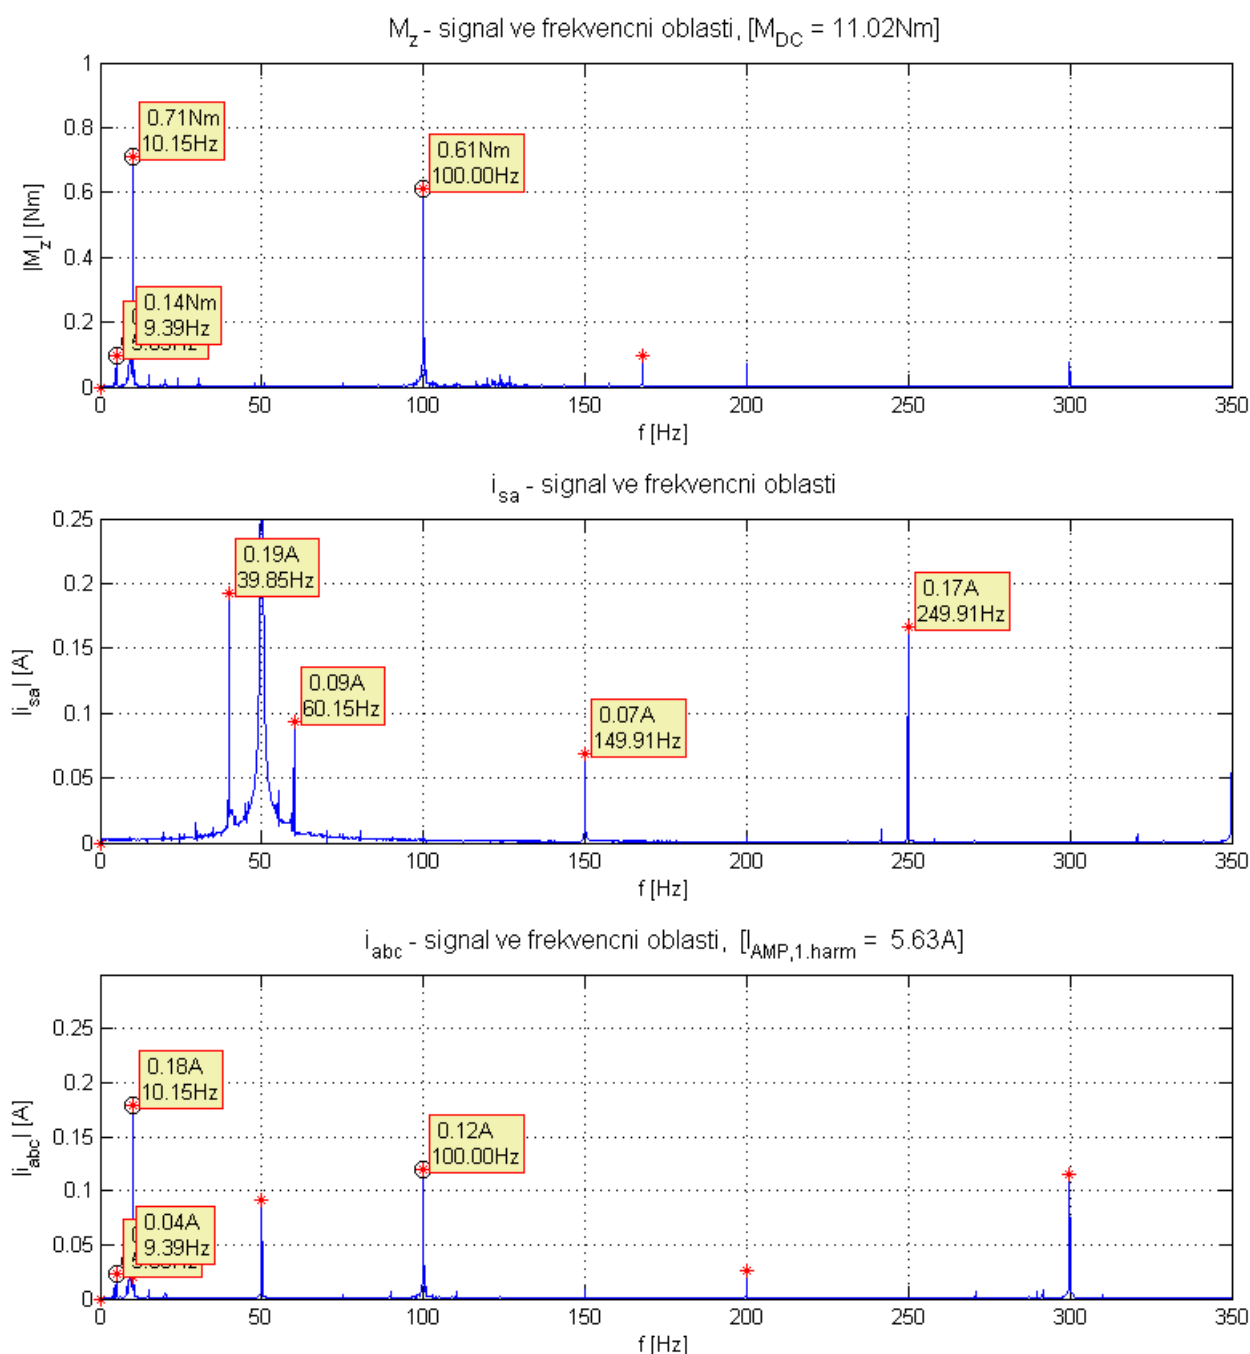 M_z - signal ve frekvencni oblasti, [M_DC = 11.02Nm]
|M_z| [Nm]
1
0.8
0.6
0.4
0.2
0
0.71Nm
10.15Hz
0.61Nm
100.00Hz
0.14Nm
9.39Hz
0 50 100 150 200 250 300 350
f [Hz]
i_sa - signal ve frekvencni oblasti
|i_sa| [A]
0.25
0.2
0.15
0.1
0.05
0
0.19A
39.85Hz
0.17A
249.91Hz
0.09A
60.15Hz
0.07A
149.91Hz
0 50 100 150 200 250 300 350
f [Hz]
i_abc - signal ve frekvencni oblasti, [I_AMP,1.harm = 5.63A]
|i_abc| [A]
0.25
0.2
0.15
0.1
0.05
0
0.18A
10.15Hz
0.12A
100.00Hz
0.04A
9.39Hz
0 50 100 150 200 250 300 350
f [Hz]